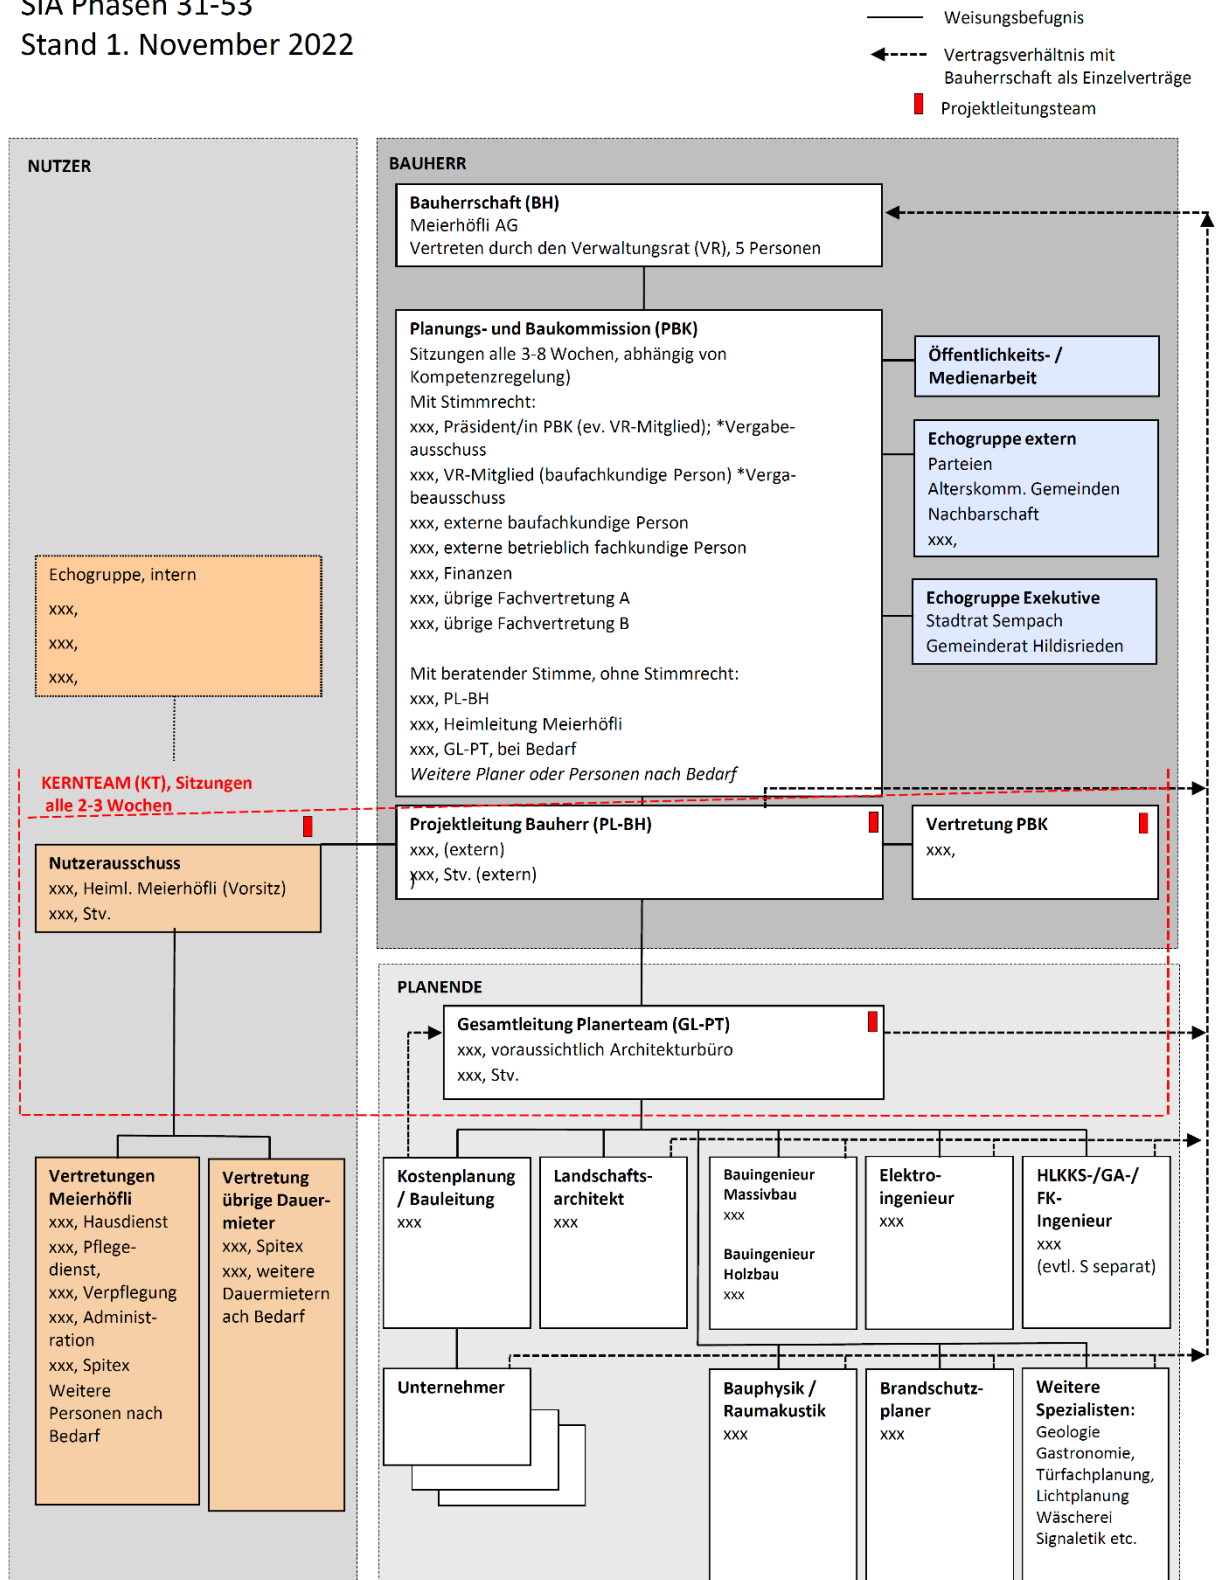 SIA Phasen 31-53
Stand 1. November 2022
Weisungsbefugnis
Vertragsverhältnis mit
Bauherrschaft als Einzelverträge
Projektleitungsteam
NUTZER
BAUHERR
Bauherrschaft (BH)
Meierhöfli AG
Vertreten durch den Verwaltungsrat (VR), 5 Personen
Planungs- und Baukommission (PBK)
Sitzungen alle 3-8 Wochen, abhängig von
Kompetenzregelung)
Mit Stimmrecht:
xxx, Präsident/in PBK (ev. VR-Mitglied); *Vergabe-
ausschuss
xxx, VR-Mitglied (baufachkundige Person) *Verga-
beausschuss
xxx, externe baufachkundige Person
xxx, externe betrieblich fachkundige Person
xxx, Finanzen
xxx, übrige Fachvertretung A
xxx, übrige Fachvertretung B
Mit beratender Stimme, ohne Stimmrecht:
xxx, PL-BH
xxx, Heimleitung Meierhöfli
xxx, GL-PT, bei Bedarf
Weitere Planer oder Personen nach Bedarf
Öffentlichkeits- /
Medienarbeit
Echogruppe extern
Parteien
Alterskomm. Gemeinden
Nachbarschaft
xxx,
Echogruppe Exekutive
Stadtrat Sempach
Gemeinderat Hildisrieden
Echogruppe, intern
xxx,
xxx,
xxx,
KERNTEAM (KT), Sitzungen
alle 2-3 Wochen
Nutzerausschuss
xxx, Heiml. Meierhöfli (Vorsitz)
xxx, Stv.
Projektleitung Bauherr (PL-BH)
xxx, (extern)
xxx, Stv. (extern)
)
Vertretung PBK
xxx,
PLANENDE
Gesamtleitung Planerteam (GL-PT)
xxx, voraussichtlich Architekturbüro
xxx, Stv.
Vertretungen
Meierhöfli
xxx, Hausdienst
xxx, Pflege-
dienst,
xxx, Verpflegung
xxx, Administ-
ration
xxx, Spitex
Weitere
Personen nach
Bedarf
Vertretung
übrige Dauer-
mieter
xxx, Spitex
xxx, weitere
Dauermietern
ach Bedarf
Kostenplanung
/ Bauleitung
xxx
Landschafts-
architekt
xxx
Bauingenieur
Massivbau
xxx
Bauingenieur
Holzbau
xxx
Elektro-
ingenieur
xxx
HLKKS-/GA-/
FK-
Ingenieur
xxx
(evtl. S separat)
Unternehmer
Bauphysik /
Raumakustik
xxx
Brandschutz-
planer
xxx
Weitere
Spezialisten:
Geologie
Gastronomie,
Türfachplanung,
Lichtplanung
Wäscherei
Signaletik etc.